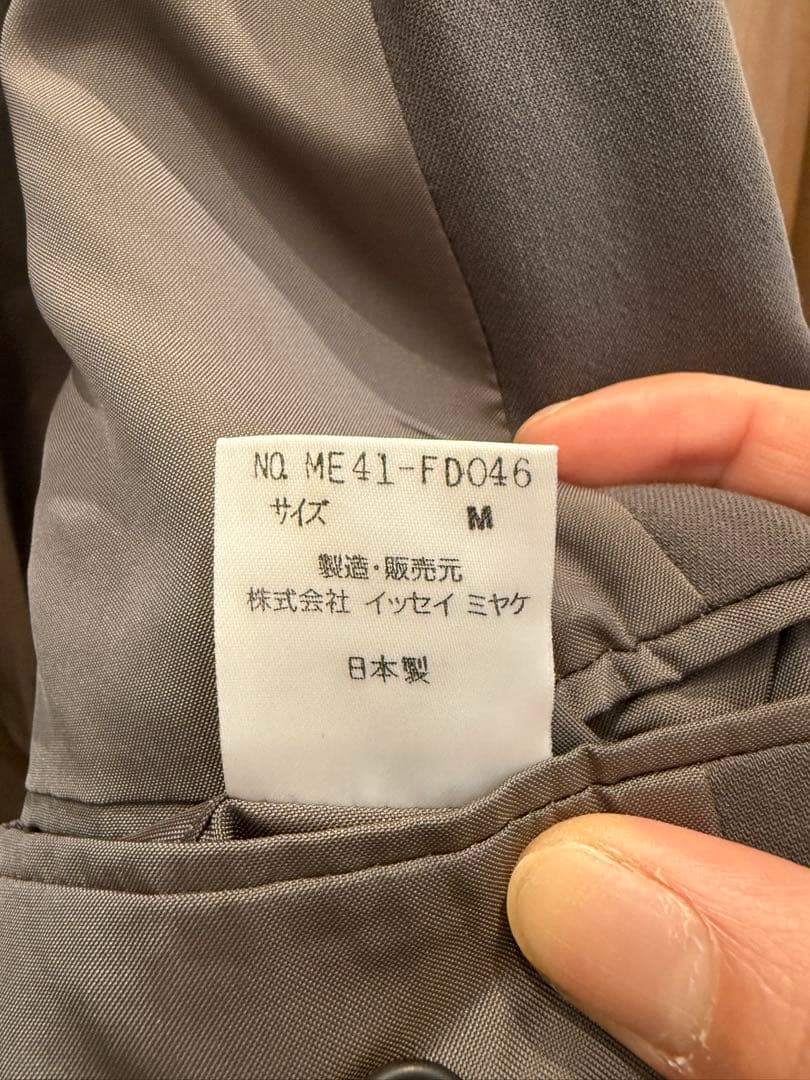 NO. ME41-FD046
サイズ M
製造・販売元
株式会社 イッセイ ミヤケ
日本製